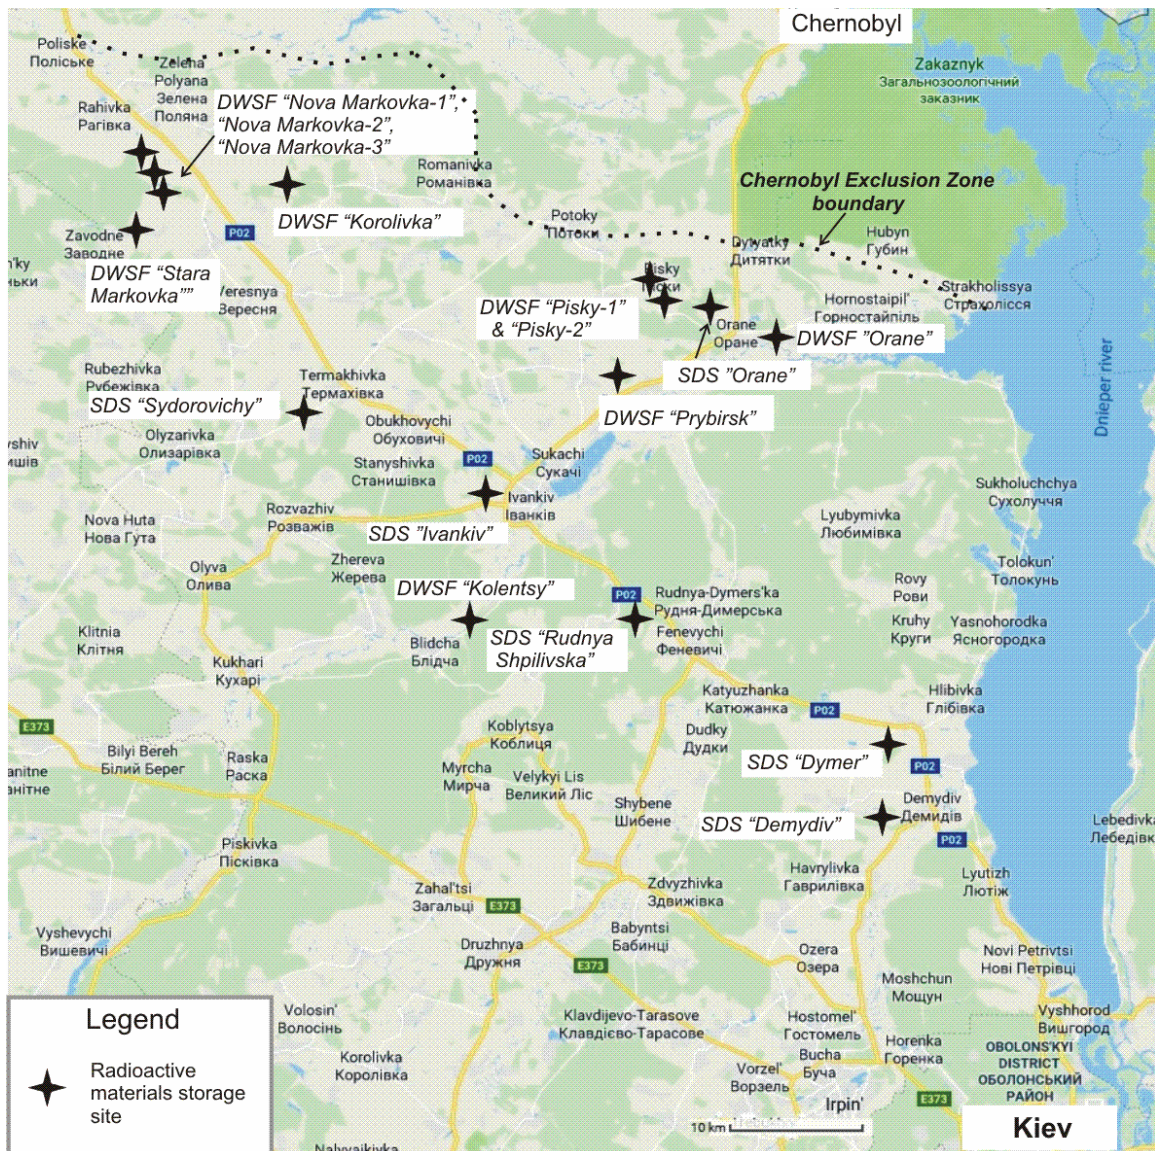 Chernobyl
Poliske
Поліське
Zelena
Polyana
Зелена
Поляна
Zakaznyk
Загальнозоологічний
заказник
Rahivka
Рагівка
DWSF “Nova Markovka-1”,
“Nova Markovka-2”,
“Nova Markovka-3”
Romanivka
Романівка
Chernobyl Exclusion Zone
boundary
DWSF “Korolivka”
Potoky
Потоки
Zavodne
Заводне
P02
Dytyatky
Дитятки
Hubyn
Губин
DWSF “Stara
Markovka””
Veresnya
Вересня
Pisky
Піски
DWSF “Pisky-1”
& “Pisky-2”
Strakholissya
Страхолісся
Hornostaipil'
Горностайпіль
Orane
Оране
DWSF ”Orane”
SDS ”Orane”
Rubezhivka
Рубежівка
Termakhivka
Термахівка
SDS "Sydorovichy”
DWSF “Prybirsk”
Obukhovychi
Обуховичі
Olyzarivka
Олизарівка
Dnieper river
P02
Stanyshivka
Станишівка
Sukachi
Сукачі
Ivankiv
Іванків
Sukholuchchya
Сухолуччя
Rozvazhiv
Розважів
Nova Huta
Нова Гута
SDS ”Ivankiv”
Lyubymivka
Любимівка
Zhereva
Жерева
Olyva
Олива
Tolokun'
Толокунь
DWSF “Kolentsy”
P02
Rudnya-Dymers'ka
Рудня-Димерська
Rovy
Рови
Klitnia
Клітня
Blidcha
Блідча
SDS “Rudnya
Shpilivska”
Fenevychi
Феневичі
Kruhy
Круги
Yasnohorodka
Ясногородка
Kukhari
Кухарі
Katyuzhanka
Катюжанка
P02
Hlibivka
Глібівка
E373
Koblytsya
Коблиця
Dudky
Дудки
Bilyi Bereh
Білий Берег
Raska
Раска
Myrcha
Мирча
Velykyi Lis
Великий Ліс
SDS “Dymer”
P02
Shybene
Шибене
SDS “Demydiv”
Demydiv
Демидів
Lebedivka
Лебедівка
Piskivka
Пісківка
P02
Havrylivka
Гаврилівка
Lyutizh
Лютіж
Zahal'tsi
Загальці
Zdvyzhivka
Здвижівка
E373
Vyshevychi
Вишевичі
Babyntsi
Бабинці
Druzhnya
Дружня
E373
Ozera
Озера
Novi Petrivtsi
Нові Петрівці
Moshchun
Мощун
Legend
Radioactive
materials storage
site
Volosin'
Волосінь
Klavdijevo-Tarasove
Клавдієво-Тарасове
Hostomel'
Гостомель
Vyshhorod
Вишгород
Korolivka
Королівка
Bucha
Буча
Horenka
Горенка
OBOLONS'KYI
DISTRICT
ОБОЛОНСЬКИЙ
РАЙОН
Vorzel'
Ворзель
E373
Irpin'
10 km
Kiev